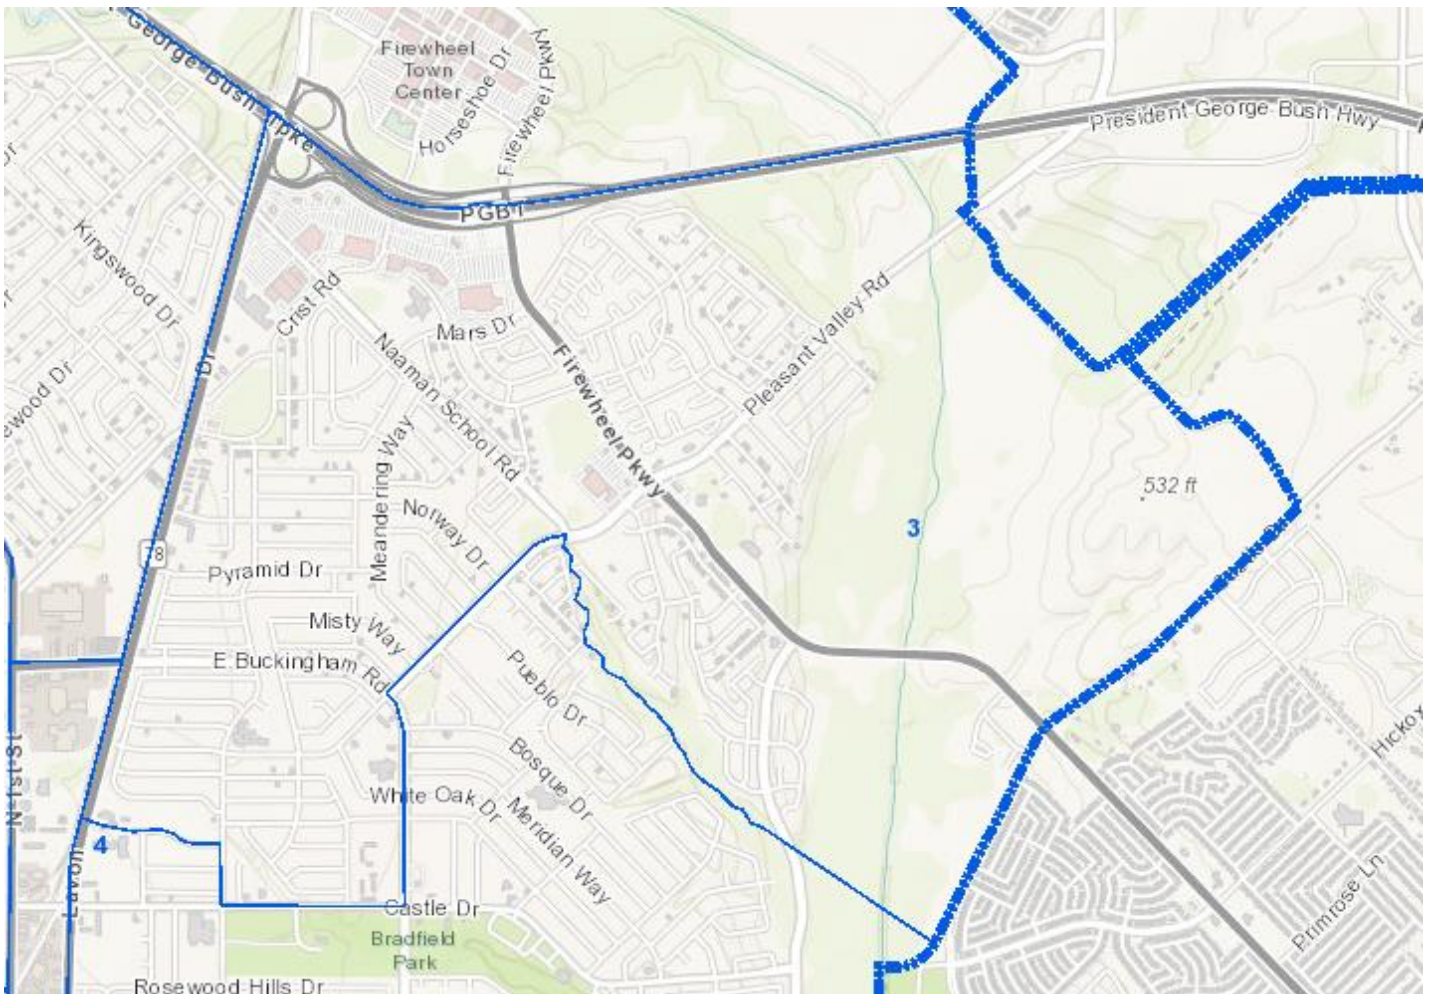 George Bush Tpke
Firewheel
Town
Center
Horseshoe Dr
Firewheel Pkwy
President George Bush Hwy
PGBT
Kingswood Dr
Crist Rd
Mars Dr
Naaman School Rd
Firewheel Pkwy
Pleasant Valley Rd
Dr
ewood Dr
Meandering Way
Norway Dr
532 ft
3
78
Pyramid Dr
Misty Way
E Buckingham Rd
Pueblo Dr
Bosque Dr
Hickox
N 1st St
White Oak Dr
Meridian Way
4
Lavon
Castle Dr
Primrose Ln
Bradfield
Park
Rosewood Hills Dr